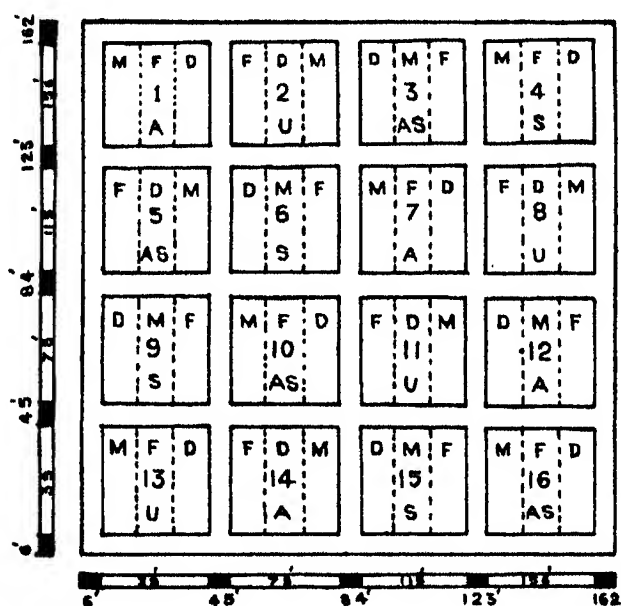 162'
M F D F D M D M F M F D
1 2 3 4
A U AS S
123'
F D M D M F M F D F D M
5 6 7 8
AS S A U
84'
D M F M F D F D M D M F
9 10 11 12
S AS U A
45'
M F D F D M D M F M F D
13 14 15 16
U A S AS
6'
6' 45' 84' 123' 162'